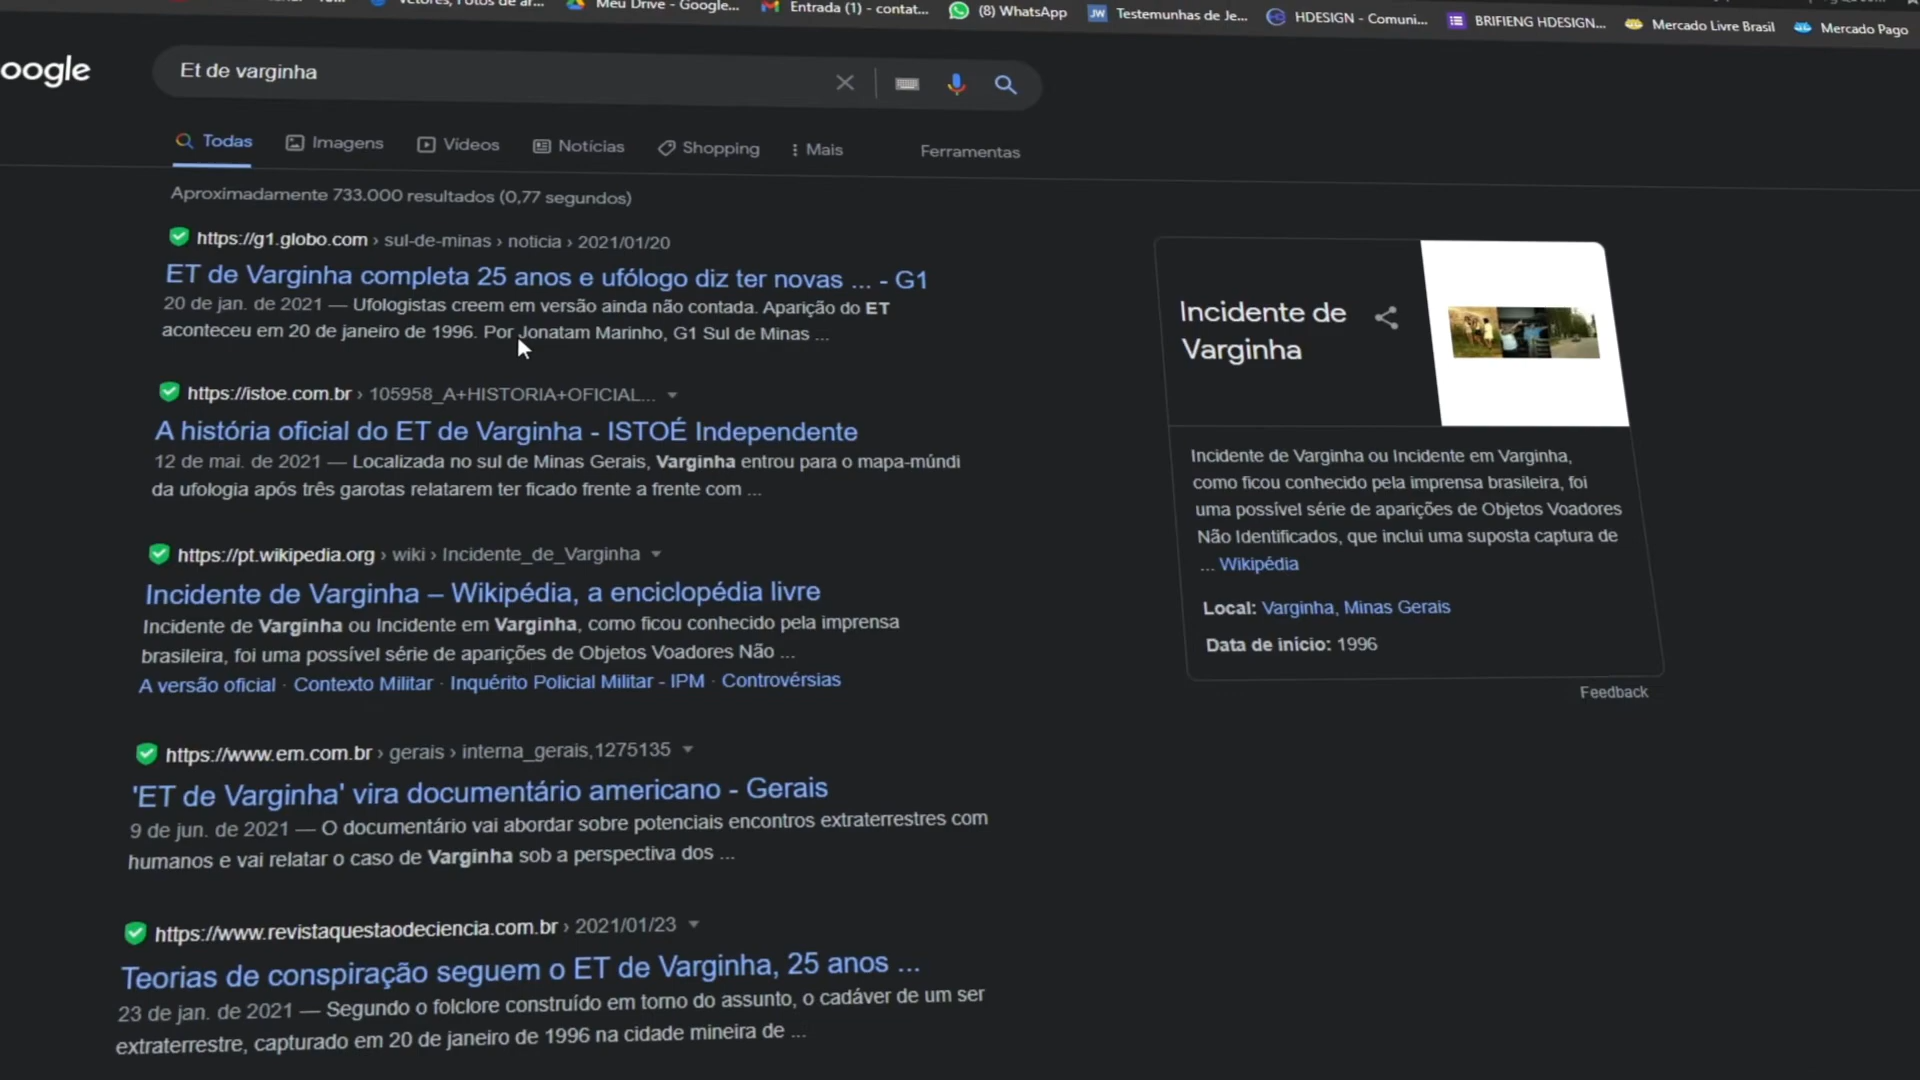 Vetores, Fotos de ar...
Meu Drive - Google...
Entrada (1) - contat...
(8) WhatsApp
Testemunhas de Je...
HDESIGN - Comuni...
BRIFIENG HDESIGN...
Mercado Livre Brasil
Mercado Pago
oogle
Et de varginha
Todas
Imagens
Vídeos
Notícias
Shopping
Mais
Ferramentas
Aproximadamente 733.000 resultados (0,77 segundos)
https://g1.globo.com › sul-de-minas › noticia › 2021/01/20
ET de Varginha completa 25 anos e ufólogo diz ter novas ... - G1
20 de jan. de 2021 — Ufologistas creem em versão ainda não contada. Aparição do ET
aconteceu em 20 de janeiro de 1996. Por Jonatam Marinho, G1 Sul de Minas ...
https://istoe.com.br › 105958_A+HISTORIA+OFICIAL...
A história oficial do ET de Varginha - ISTOÉ Independente
12 de mai. de 2021 — Localizada no sul de Minas Gerais, Varginha entrou para o mapa-múndi
da ufologia após três garotas relatarem ter ficado frente a frente com ...
https://pt.wikipedia.org › wiki › Incidente_de_Varginha
Incidente de Varginha – Wikipédia, a enciclopédia livre
Incidente de Varginha ou Incidente em Varginha, como ficou conhecido pela imprensa
brasileira, foi uma possível série de aparições de Objetos Voadores Não ...
A versão oficial · Contexto Militar · Inquérito Policial Militar - IPM · Controvérsias
https://www.em.com.br › gerais › interna_gerais,1275135
'ET de Varginha' vira documentário americano - Gerais
9 de jun. de 2021 — O documentário vai abordar sobre potenciais encontros extraterrestres com
humanos e vai relatar o caso de Varginha sob a perspectiva dos ...
https://www.revistaquestaodeciencia.com.br › 2021/01/23
Teorias de conspiração seguem o ET de Varginha, 25 anos ...
23 de jan. de 2021 — Segundo o folclore construído em torno do assunto, o cadáver de um ser
extraterrestre, capturado em 20 de janeiro de 1996 na cidade mineira de ...
Incidente de
Varginha
Incidente de Varginha ou Incidente em Varginha,
como ficou conhecido pela imprensa brasileira, foi
uma possível série de aparições de Objetos Voadores
Não Identificados, que inclui uma suposta captura de
... Wikipédia
Local: Varginha, Minas Gerais
Data de início: 1996
Feedback